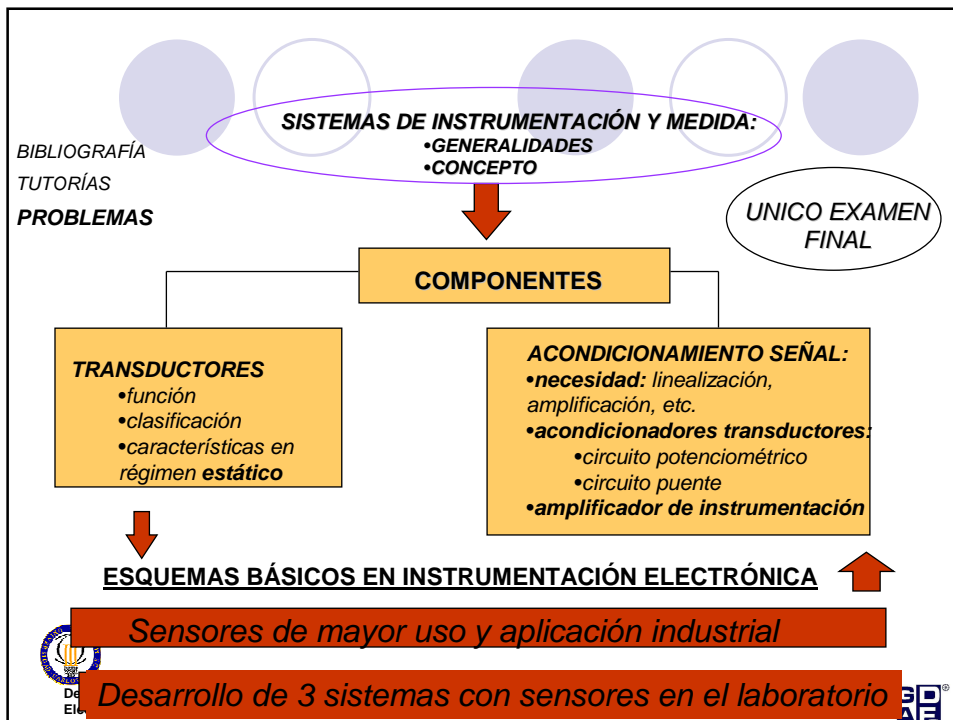 SISTEMAS DE INSTRUMENTACIÓN Y MEDIDA:
•GENERALIDADES
•CONCEPTO
BIBLIOGRAFÍA
TUTORÍAS
PROBLEMAS
UNICO EXAMEN
FINAL
COMPONENTES
TRANSDUCTORES
•función
•clasificación
•caracterísficas en
régimen estático
ACONDICIONAMIENTO SEÑAL:
•necesidad: linealización,
amplificación, etc.
•acondicionadores transductores:
•circuito potenciométrico
•circuito puente
•amplificador de instrumentación
ESQUEMAS BÁSICOS EN INSTRUMENTACIÓN ELECTRÓNICA
Sensores de mayor uso y aplicación industrial
Desarrollo de 3 sistemas con sensores en el laboratorio